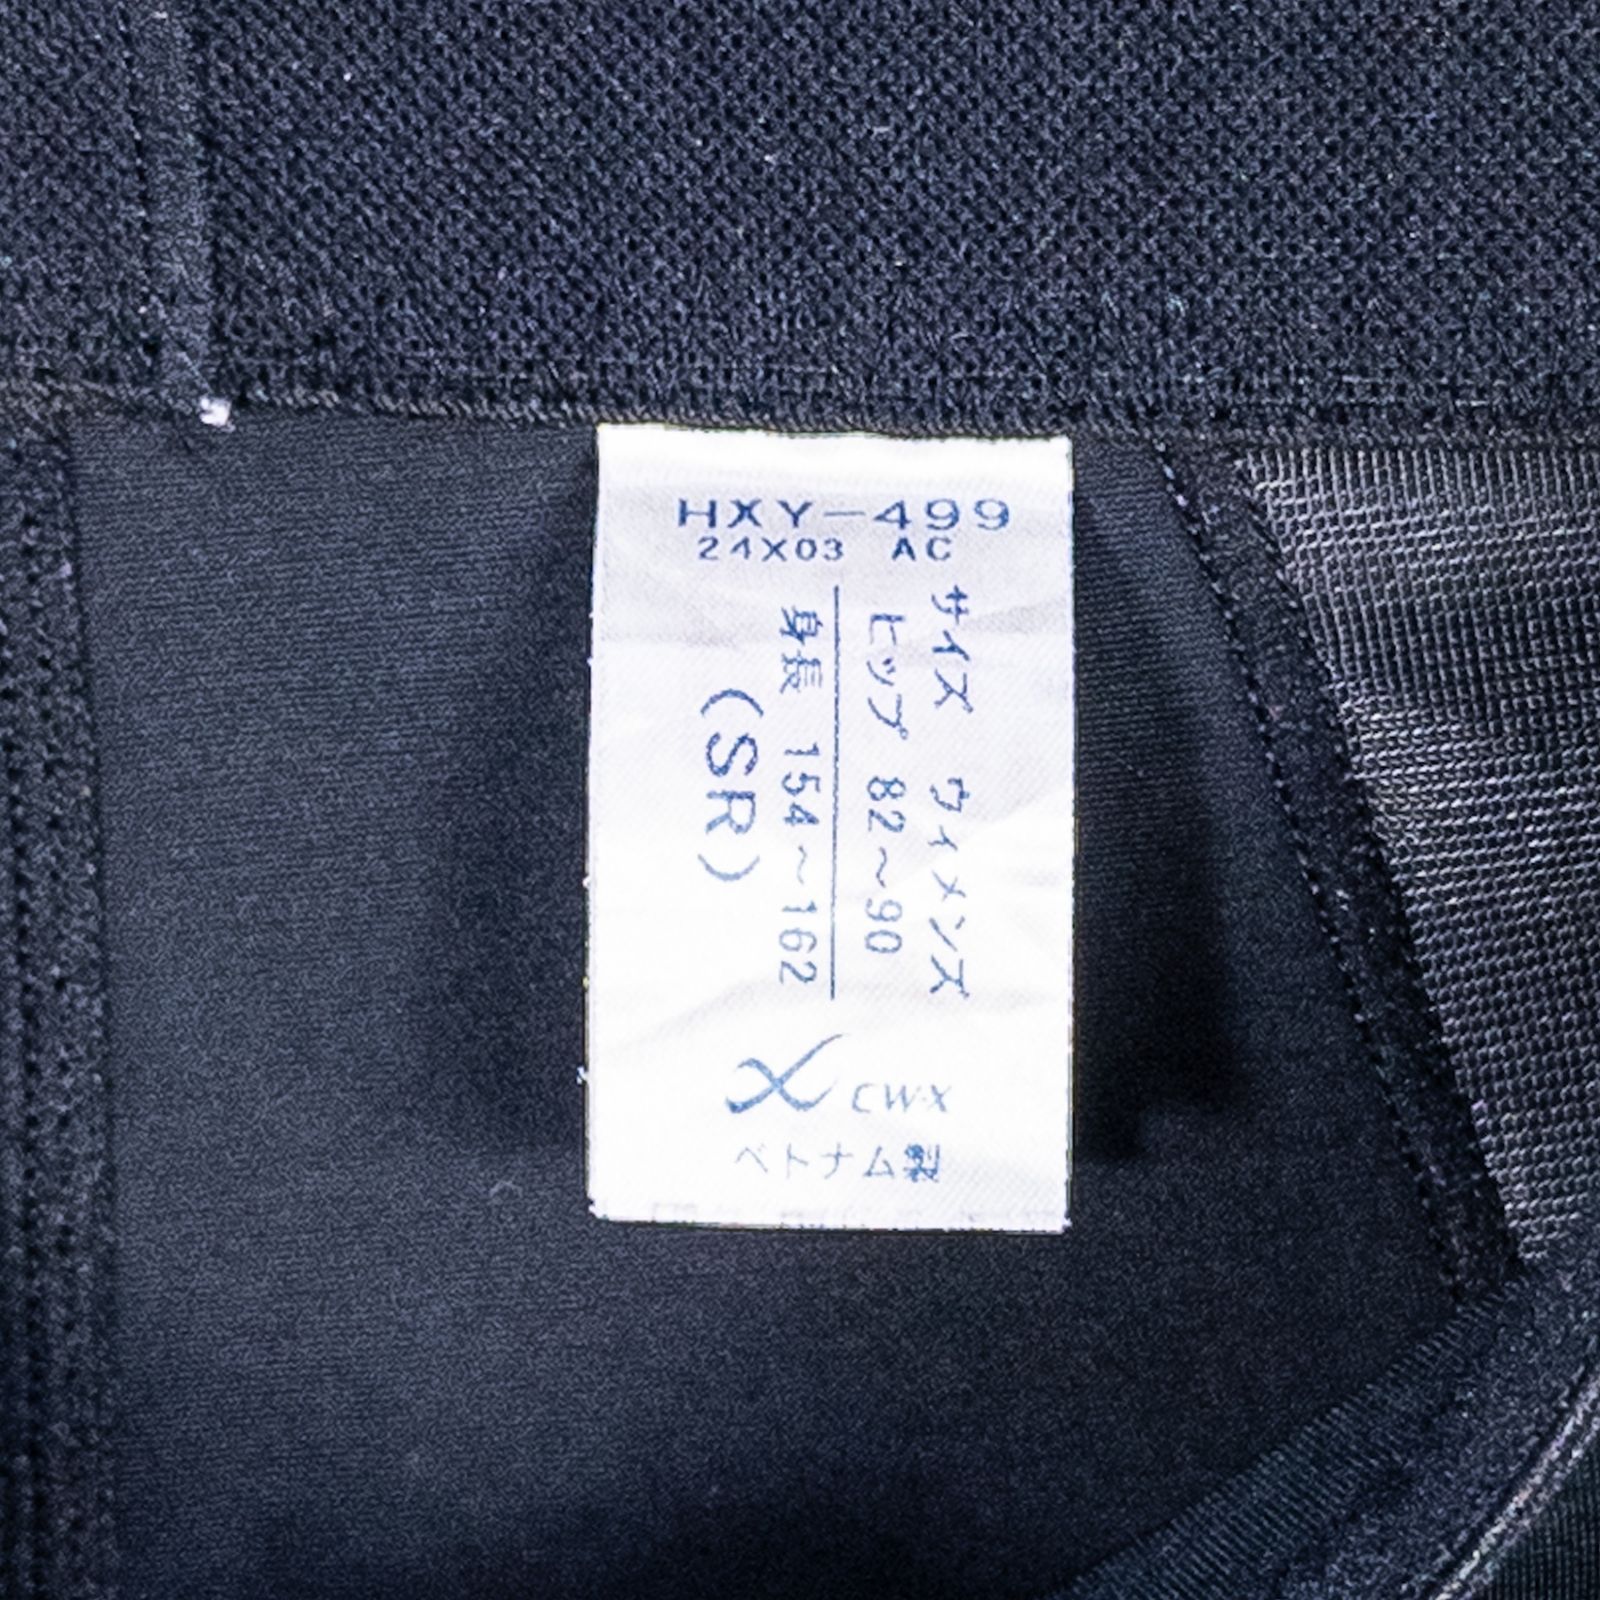 HXY-499
24X03 AC
サイズ ウィメンズ
ヒップ 82～90
身長 154～162
(SR)
CW-X
ベトナム製